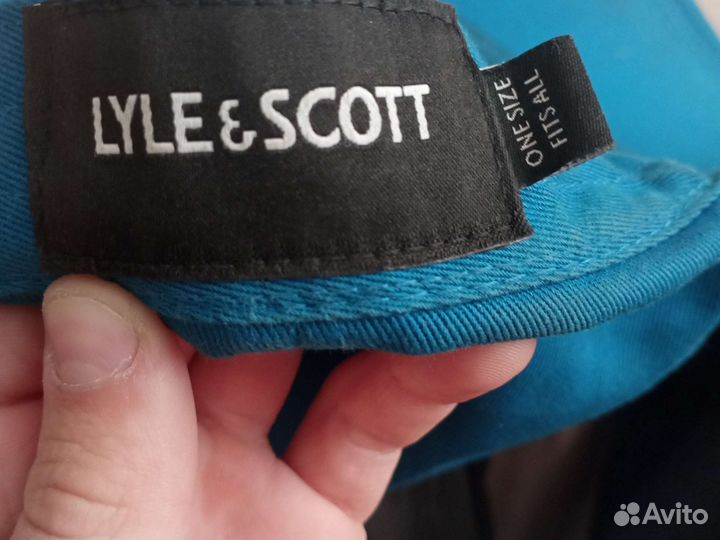 LYLE & SCOTT
ONE SIZE
FITS ALL
Avito